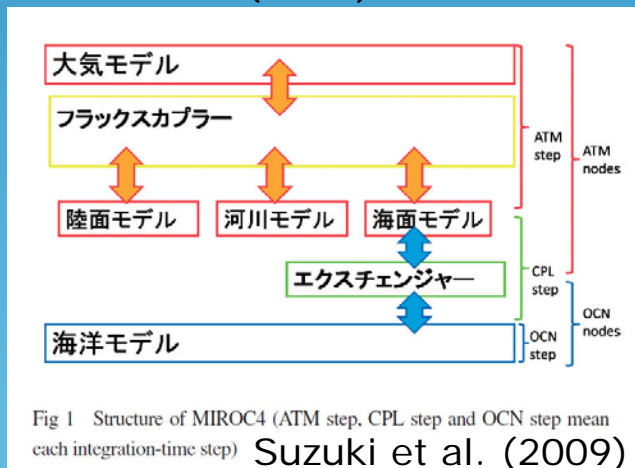 大気モデル
フラックスカプラー
ATM
step
ATM
nodes
陸面モデル
河川モデル
海面モデル
エクスチェンジャー
CPL
step
OCN
nodes
海洋モデル
OCN
step
Fig 1 Structure of MIROC4 (ATM step, CPL step and OCN step mean
each integration-time step) Suzuki et al. (2009)